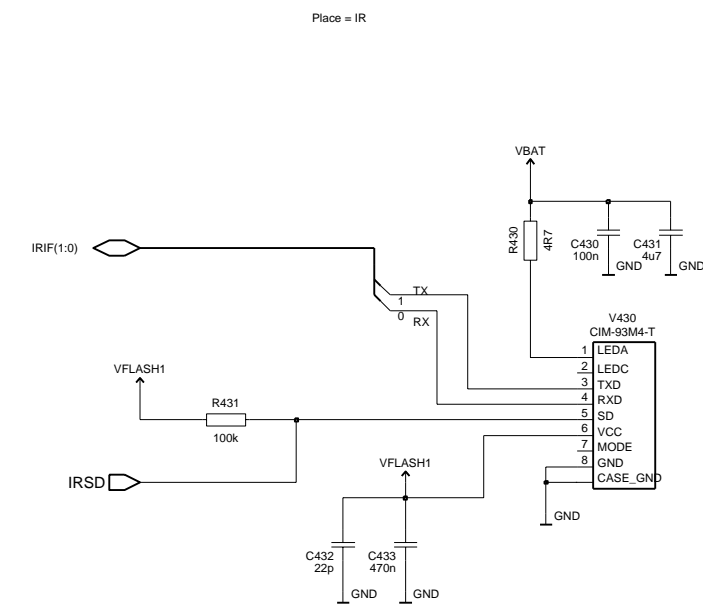 Place = IR
VBAT
IRIF(1:0)
R430
4R7
C430
100n
GND
C431
4u7
GND
TX
1
0
RX
V430
CIM-93M4-T
1 LEDA
2 LEDC
3 TXD
4 RXD
5 SD
6 VCC
7 MODE
8 GND
CASE_GND
VFLASH1
R431
100k
IRSD
VFLASH1
GND
C432
22p
GND
C433
470n
GND